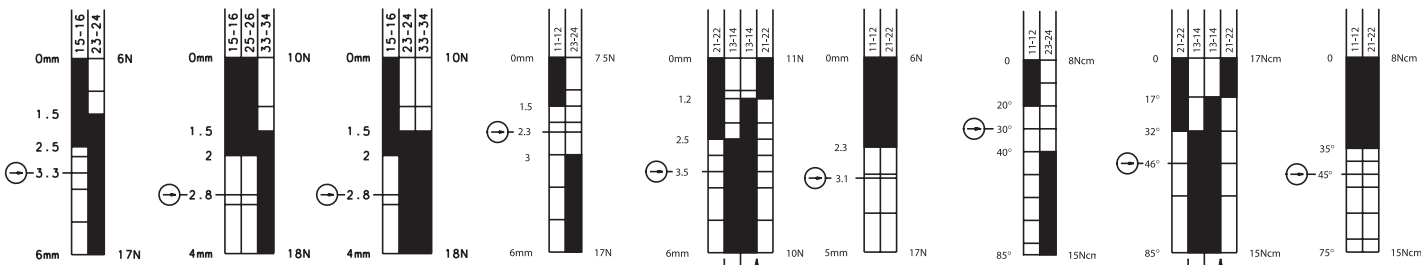 15-16 23-24
0mm 6N
1.5
2.5
3.3
6mm 17N
15-16 25-26 33-34
0mm 10N
1.5
2
2.8
4mm 18N
15-16 23-24 33-34
0mm 10N
1.5
2
2.8
4mm 18N
11-12 23-24
0mm 7 5N
1.5
2.3
3
6mm 17N
21-22 13-14 13-14 21-22
0mm 11N
1.2
2.5
3.5
6mm 10N
11-12 21-22
0mm 6N
2.3
3.1
5mm 17N
11-12 23-24
0 8Ncm
20°
30°
40°
85° 15Ncm
21-22 13-14 13-14 21-22
0 17Ncm
17°
32°
46°
85° 15Ncm
11-12 21-22
0 8Ncm
35°
45°
75° 15Ncm